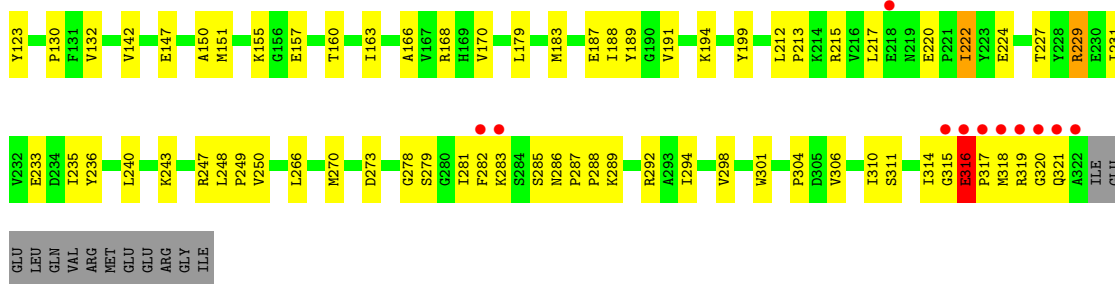 Y123 P130 F131 V132 V142 E147 A150 M151 K155 G156 E157 T160 I163 A166 V167 R168 H169 V170 L179 M183 E187 I188 Y189 G190 V191 K194 Y199 L212 P213 K214 R215 V216 L217 E218 N219 E220 P221 I222 Y223 E224 T227 Y228 R229 E230
V232 E233 D234 I235 Y236 L240 K243 R247 L248 P249 V250 L266 M270 D273 G278 S279 G280 I281 F282 K283 S284 S285 N286 P287 P288 K289 R292 A293 I294 V298 W301 P304 D305 V306 I310 S311 I314 G315 E316 P317 M318 R319 G320 Q321 A322 ILE GLU
GLU LEU GLN VAL ARG MET GLU GLU ARG GLY ILE